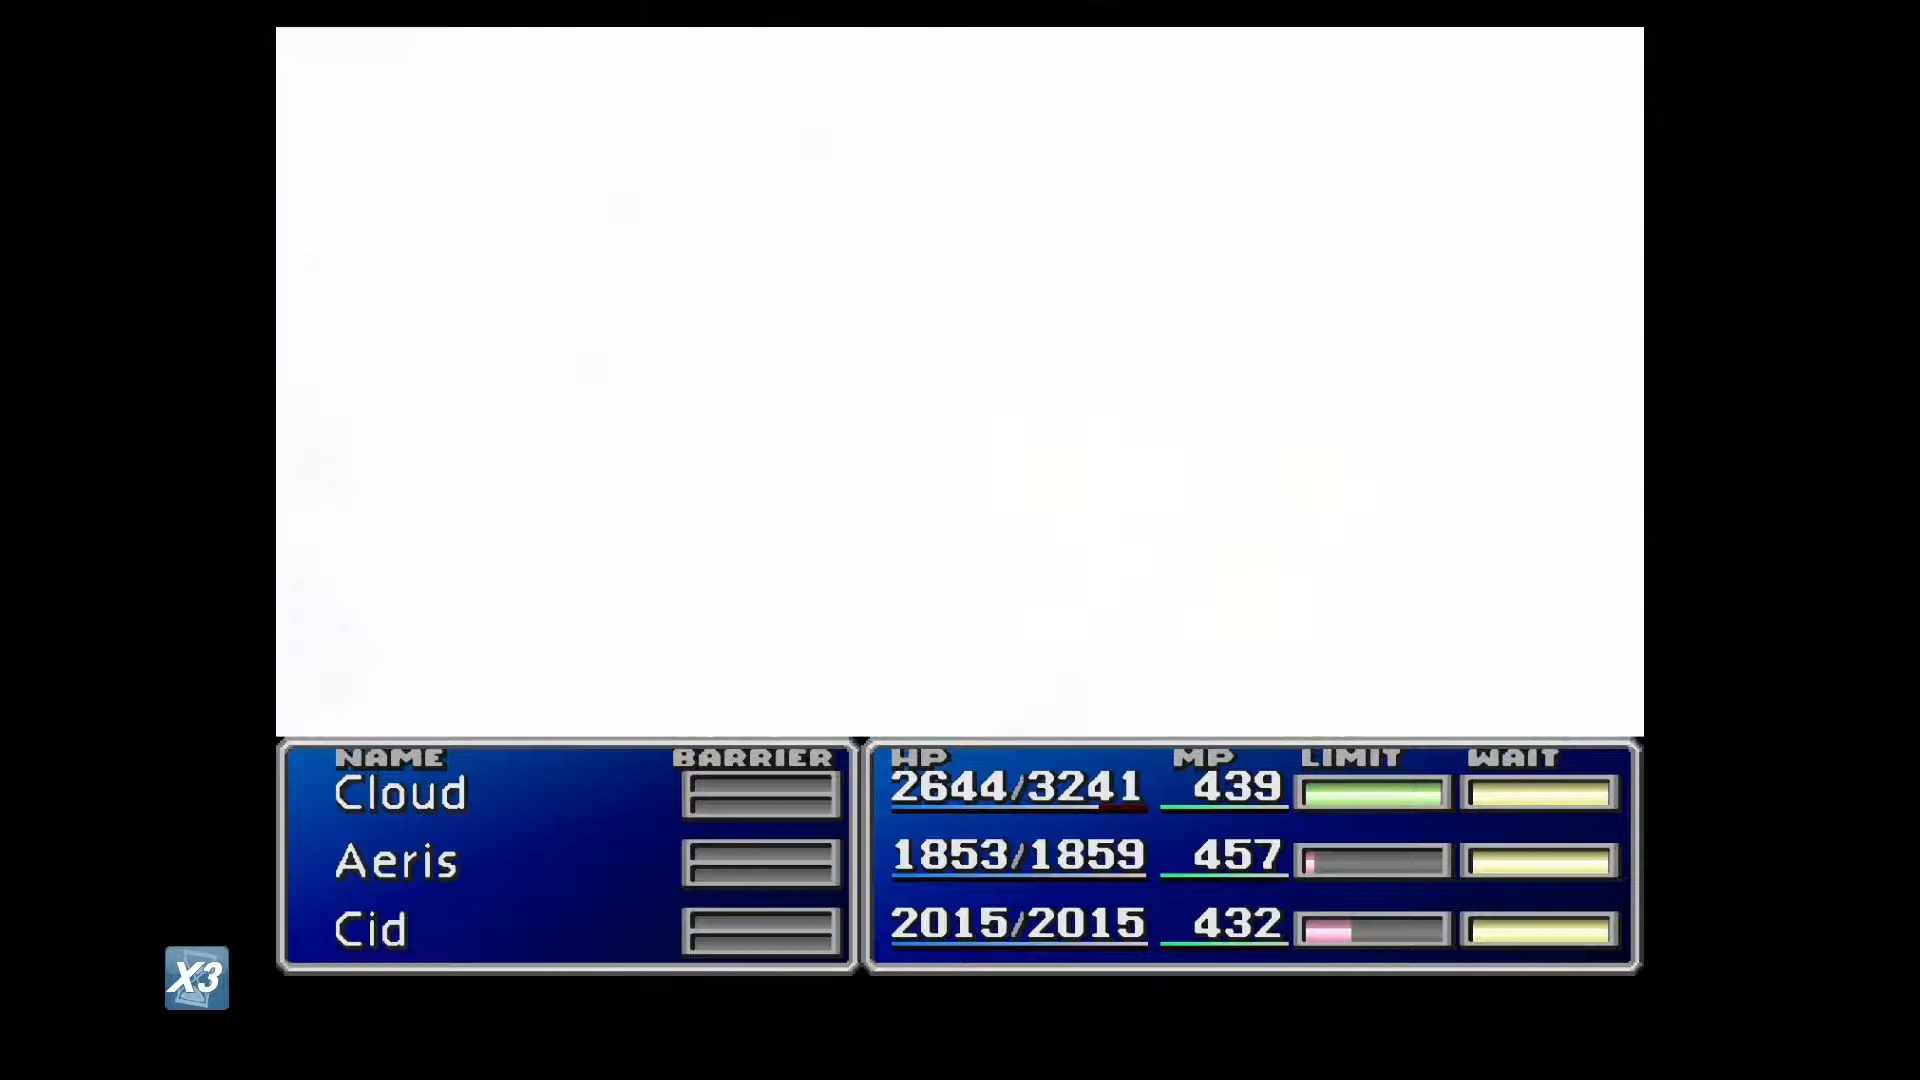 NAME BARRIER HP MP LIMIT WAIT
Cloud 2644/3241 439
Aeris 1853/1859 457
Cid 2015/2015 432
X3